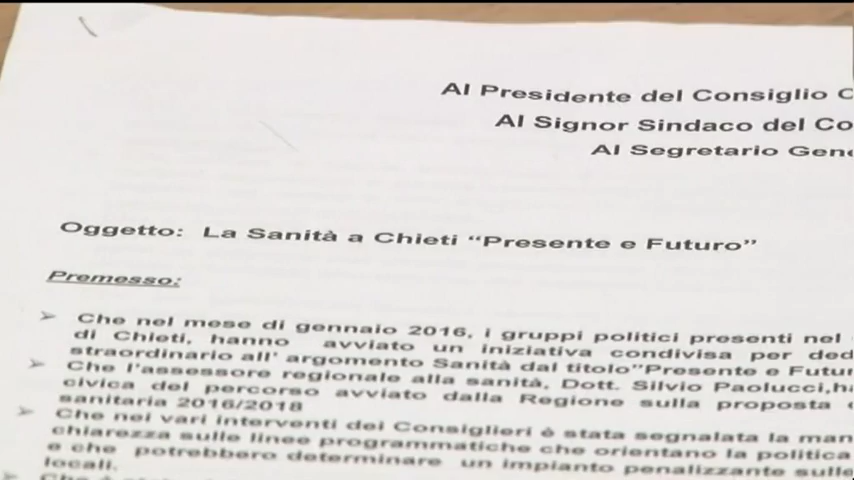 Al Presidente del Consiglio C
Al Signor Sindaco del Co
Al Segretario Gene
Oggetto: La Sanità a Chieti “Presente e Futuro”
Premesso:
➢ Che nel mese di gennaio 2016, i gruppi politici presenti nel
di Chieti, hanno avviato un iniziativa condivisa per ded
straordinario all' argomento Sanità dal titolo”Presente e Futur
➢ Che l'assessore regionale alla sanità, Dott. Silvio Paolucci,ha
civica del percorso avviato dalla Regione sulla proposta
sanitaria 2016/2018
➢ Che nei vari interventi dei Consiglieri è stata segnalata la man
chiarezza sulle linee programmatiche che orientano la politica
e che potrebbero determinare un impianto penalizzante sulle
locali.